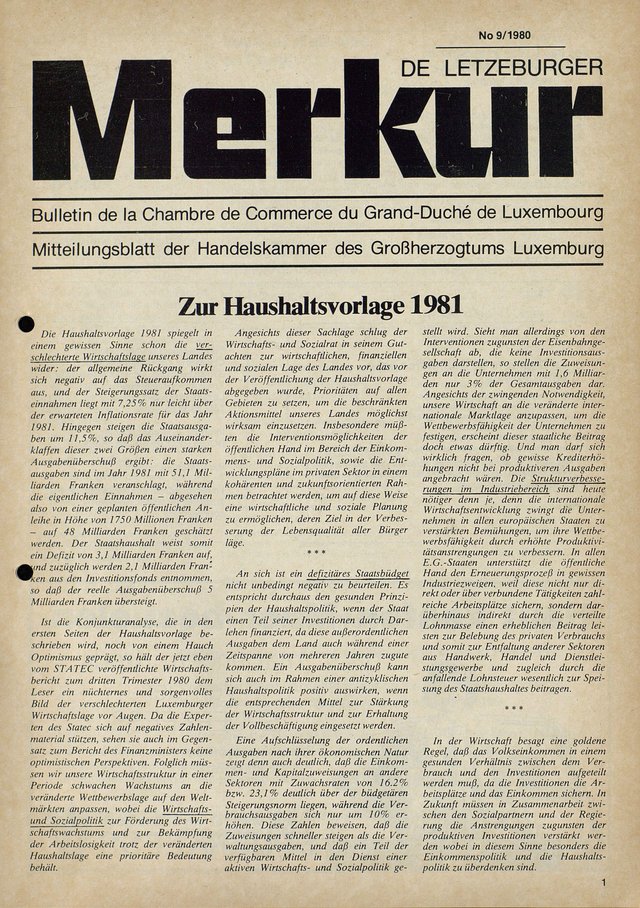 No 9/1980
DE LETZEBURGER
Merkur
Bulletin de la Chambre de Commerce du Grand-Duché de Luxembourg
Mitteilungsblatt der Handelskammer des Großherzogtums Luxemburg
Zur Haushaltsvorlage 1981
Die Haushaltsvorlage 1981 spiegelt in
einem gewissen Sinne schon die ver-
schlechterte Wirtschaftslage unseres Landes
wider: der allgemeine Rückgang wirkt
sich negativ auf das Steueraufkommen
aus, und der Steigerungssatz der Staats-
einnahmen liegt mit 7,25% nur leicht über
der erwarteten Inflationsrate für das Jahr
1981. Hingegen steigen die Staatsausga-
ben um 11,5%, so daß das Auseinander-
klaffen dieser zwei Größen einen starken
Ausgabenüberschuß ergibt: die Staats-
ausgaben sind im Jahr 1981 mit 51,1 Mil-
liarden Franken veranschlagt, während
die eigentlichen Einnahmen – abgesehen
also von einer geplanten öffentlichen An-
leihe in Höhe von 1750 Millionen Franken
– auf 48 Milliarden Franken geschätzt
werden. Der Staatshaushalt weist somit
ein Defizit von 3,1 Milliarden Franken auf,
und zuzüglich werden 2,1 Milliarden Fran-
ken aus den Investitionsfonds entnommen,
so daß der reelle Ausgabenüberschuß 5
Milliarden Franken übersteigt.
Ist die Konjunkturanalyse, die in den
ersten Seiten der Haushaltsvorlage be-
schrieben wird, noch von einem Hauch
Optimismus geprägt, so hält der jetzt eben
vom STATEC veröffentlichte Wirtschafts-
bericht zum dritten Trimester 1980 dem
Leser ein nüchternes und sorgenvolles
Bild der verschlechterten Luxemburger
Wirtschaftslage vor Augen. Da die Exper-
ten des Statec sich auf negatives Zahlen-
material stützen, sehen sie auch im Gegen-
satz zum Bericht des Finanzministers keine
optimistischen Perspektiven. Folglich müs-
sen wir unsere Wirtschaftsstruktur in einer
Periode schwachen Wachstums an die
veränderte Wettbewerbslage auf den Welt-
märkten anpassen, wobei die Wirtschafts-
und Sozialpolitik zur Förderung des Wirt-
schaftswachstums und zur Bekämpfung
der Arbeitslosigkeit trotz der veränderten
Haushaltslage eine prioritäre Bedeutung
behält.
Angesichts dieser Sachlage schlug der
Wirtschafts- und Sozialrat in seinem Gut-
achten zur wirtschaftlichen, finanziellen
und sozialen Lage des Landes vor, das vor
der Veröffentlichung der Haushaltsvorlage
abgegeben wurde, Prioritäten auf allen
Gebieten zu setzen, um die beschränkten
Aktionsmittel unseres Landes möglichst
wirksam einzusetzen. Insbesondere müß-
ten die Interventionsmöglichkeiten der
öffentlichen Hand im Bereich der Einkom-
mens- und Sozialpolitik, sowie die Ent-
wicklungspläne im privaten Sektor in einem
kohärenten und zukunftsorientierten Rah-
men betrachtet werden, um auf diese Weise
eine wirtschaftliche und soziale Planung
zu ermöglichen, deren Ziel in der Verbes-
serung der Lebensqualität aller Bürger
läge.
* * *
An sich ist ein defizitäres Staatsbudget
nicht unbedingt negativ zu beurteilen. Es
entspricht durchaus den gesunden Prinzi-
pien der Haushaltspolitik, wenn der Staat
einen Teil seiner Investitionen durch Dar-
lehen finanziert, da diese außerordentlichen
Ausgaben dem Land auch während einer
Zeitspanne von mehreren Jahren zugute
kommen. Ein Ausgabenüberschuß kann
sich auch im Rahmen einer antizyklischen
Haushaltspolitik positiv auswirken, wenn
die entsprechenden Mittel zur Stärkung
der Wirtschaftsstruktur und zur Erhaltung
der Vollbeschäftigung eingesetzt werden.
Eine Aufschlüsselung der ordentlichen
Ausgaben nach ihrer ökonomischen Natur
zeigt denn auch deutlich, daß die Einkom-
men- und Kapitalzuweisungen an andere
Sektoren mit Zuwachsraten von 16,2%
bzw. 23,1% deutlich über der büdgetären
Steigerungsnorm liegen, während die Ver-
brauchsausgaben sich nur um 10% er-
höhen. Diese Zahlen beweisen, daß die
Zuweisungen schneller steigen als die Ver-
waltungsausgaben, und daß ein Teil der
verfügbaren Mittel in den Dienst einer
aktiven Wirtschafts- und Sozialpolitik ge-
stellt wird. Sieht man allerdings von den
Interventionen zugunsten der Eisenbahnge-
sellschaft ab, die keine Investitionsaus-
gaben darstellen, so stellen die Zuweisun-
gen an die Unternehmen mit 1,6 Milliar-
den nur 3% der Gesamtausgaben dar.
Angesichts der zwingenden Notwendigkeit,
unsere Wirtschaft an die veränderte inter-
nationale Marktlage anzupassen, um die
Wettbewerbsfähigkeit der Unternehmen zu
festigen, erscheint dieser staatliche Beitrag
doch etwas dürftig. Und man darf sich
wirklich fragen, ob gewisse Krediterhö-
hungen nicht bei produktiveren Ausgaben
angebracht wären. Die Strukturverbesse-
rungen im Industriebereich sind heute
nötiger denn je, denn die internationale
Wirtschaftsentwicklung zwingt die Unter-
nehmen in allen europäischen Staaten zu
verstärkten Bemühungen, um ihre Wettbe-
werbsfähigkeit durch erhöhte Produktivi-
tätsanstrengungen zu verbessern. In allen
E.G.-Staaten unterstützt die öffentliche
Hand den Erneuerungsprozeß in gewissen
Industriezweigen, weil diese nicht nur di-
rekt oder über verbundene Tätigkeiten zahl-
reiche Arbeitsplätze sichern, sondern dar-
überhinaus indirekt durch die verteilte
Lohnmasse einen erheblichen Beitrag lei-
sten zur Belebung des privaten Verbrauchs
und somit zur Entfaltung anderer Sektoren
aus Handwerk, Handel und Dienstlei-
stungsgewerbe und zugleich durch die
anfallende Lohnsteuer wesentlich zur Spei-
sung des Staatshaushaltes beitragen.
* * *
In der Wirtschaft besagt eine goldene
Regel, daß das Volkseinkommen in einem
gesunden Verhältnis zwischen dem Ver-
brauch und den Investitionen aufgeteilt
werden muß, da die Investitionen die Ar-
beitsplätze und das Einkommen sichern. In
Zukunft müssen in Zusammenarbeit zwi-
schen den Sozialpartnern und der Regie-
rung die Anstrengungen zugunsten der
produktiven Investitionen verstärkt wer-
den wobei in diesem Sinne besonders die
Einkommenspolitik und die Haushalts-
politik zu überdenken sind.
1